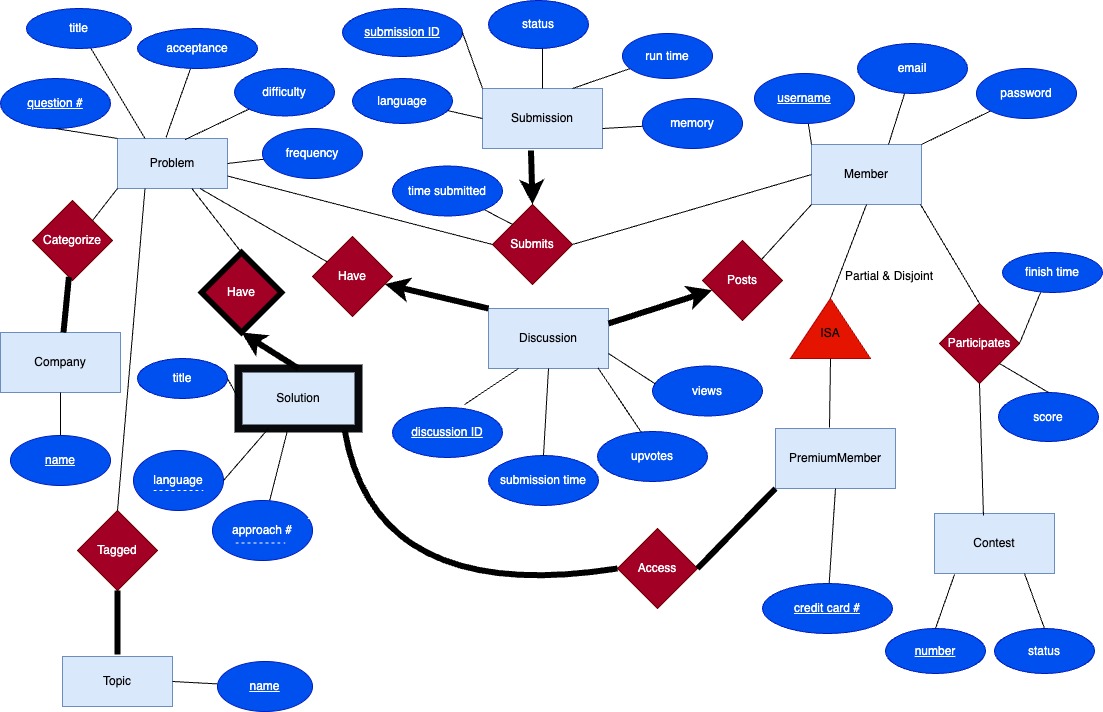 title
acceptance
question #
difficulty
frequency
Problem
submission ID
status
run time
language
memory
Submission
time submitted
username
email
password
Member
Categorize
Have
Have
Submits
Posts
Partial & Disjoint
ISA
finish time
Participates
score
Company
name
title
Solution
language
approach #
Discussion
views
discussion ID
submission time
upvotes
PremiumMember
credit card #
Access
Contest
number
status
Tagged
Topic
name